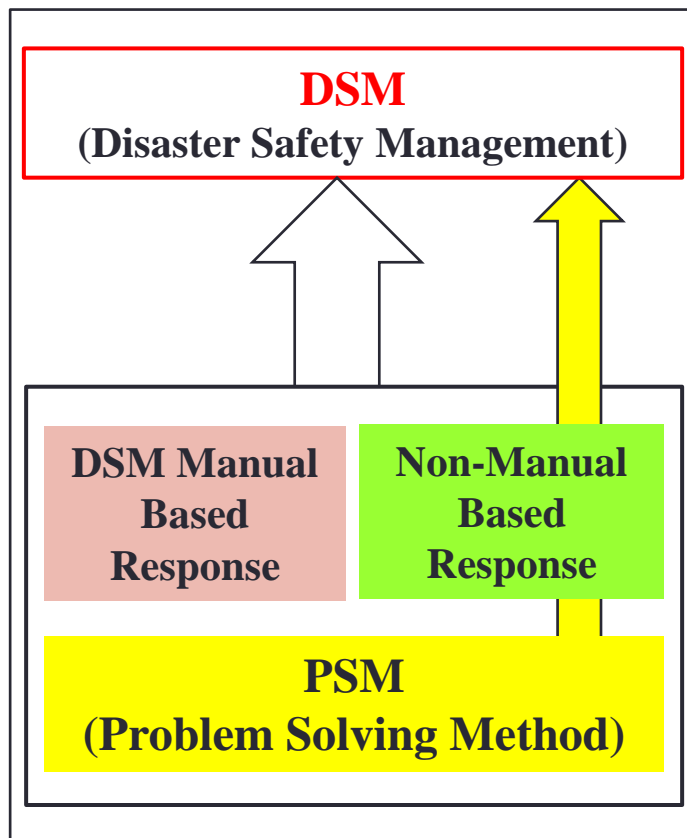 DSM
(Disaster Safety Management)
DSM Manual
Based
Response
Non-Manual
Based
Response
PSM
(Problem Solving Method)